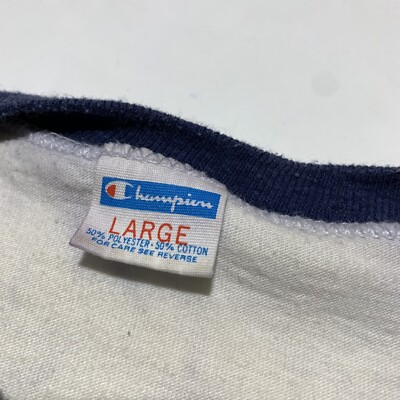 Champion
LARGE
50% POLYESTER · 50% COTTON
FOR CARE SEE REVERSE